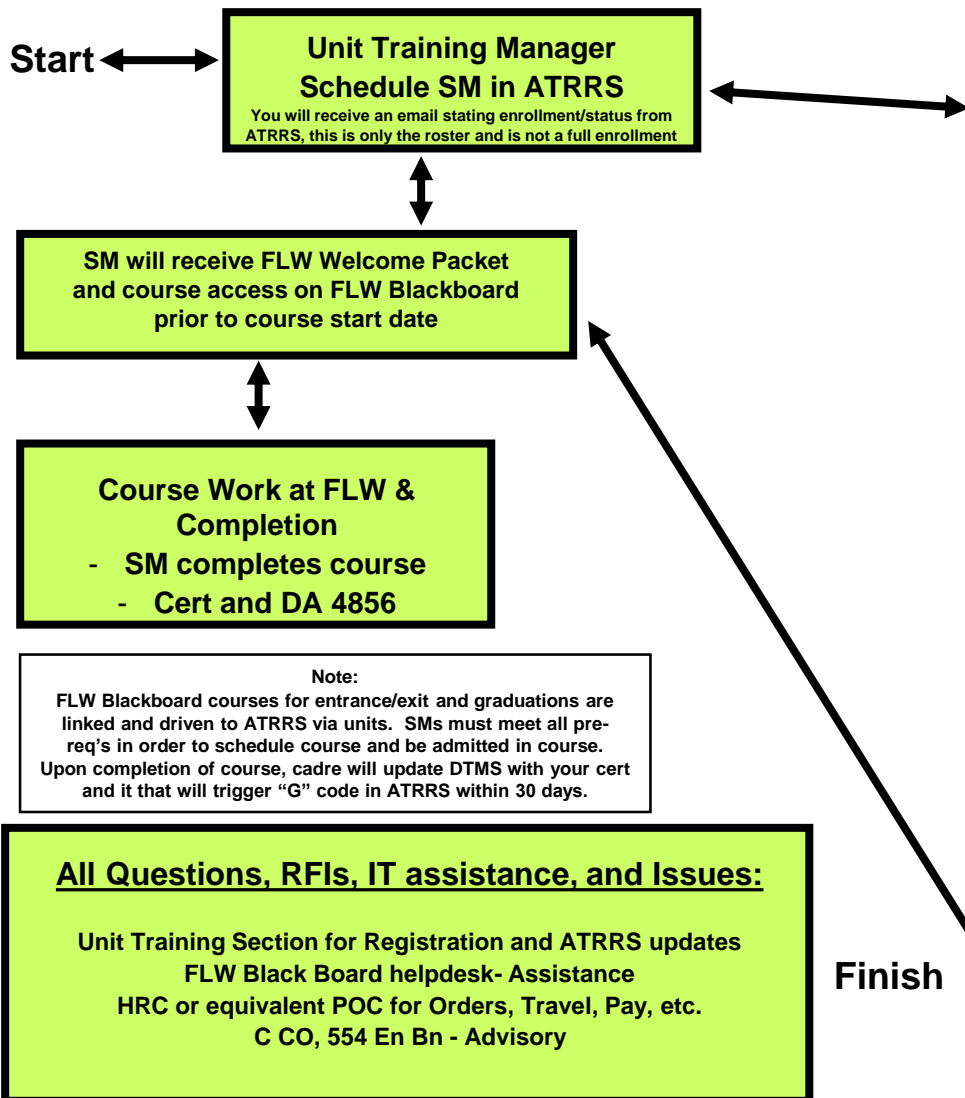 Start
Unit Training Manager
Schedule SM in ATRRS
You will receive an email stating enrollment/status from
ATRRS, this is only the roster and is not a full enrollment
SM will receive FLW Welcome Packet
and course access on FLW Blackboard
prior to course start date
Course Work at FLW &
Completion
- SM completes course
- Cert and DA 4856
Note:
FLW Blackboard courses for entrance/exit and graduations are
linked and driven to ATRRS via units. SMs must meet all pre-
req's in order to schedule course and be admitted in course.
Upon completion of course, cadre will update DTMS with your cert
and it that will trigger “G” code in ATRRS within 30 days.
All Questions, RFIs, IT assistance, and Issues:
Unit Training Section for Registration and ATRRS updates
FLW Black Board helpdesk- Assistance
HRC or equivalent POC for Orders, Travel, Pay, etc.
C CO, 554 En Bn - Advisory
Finish